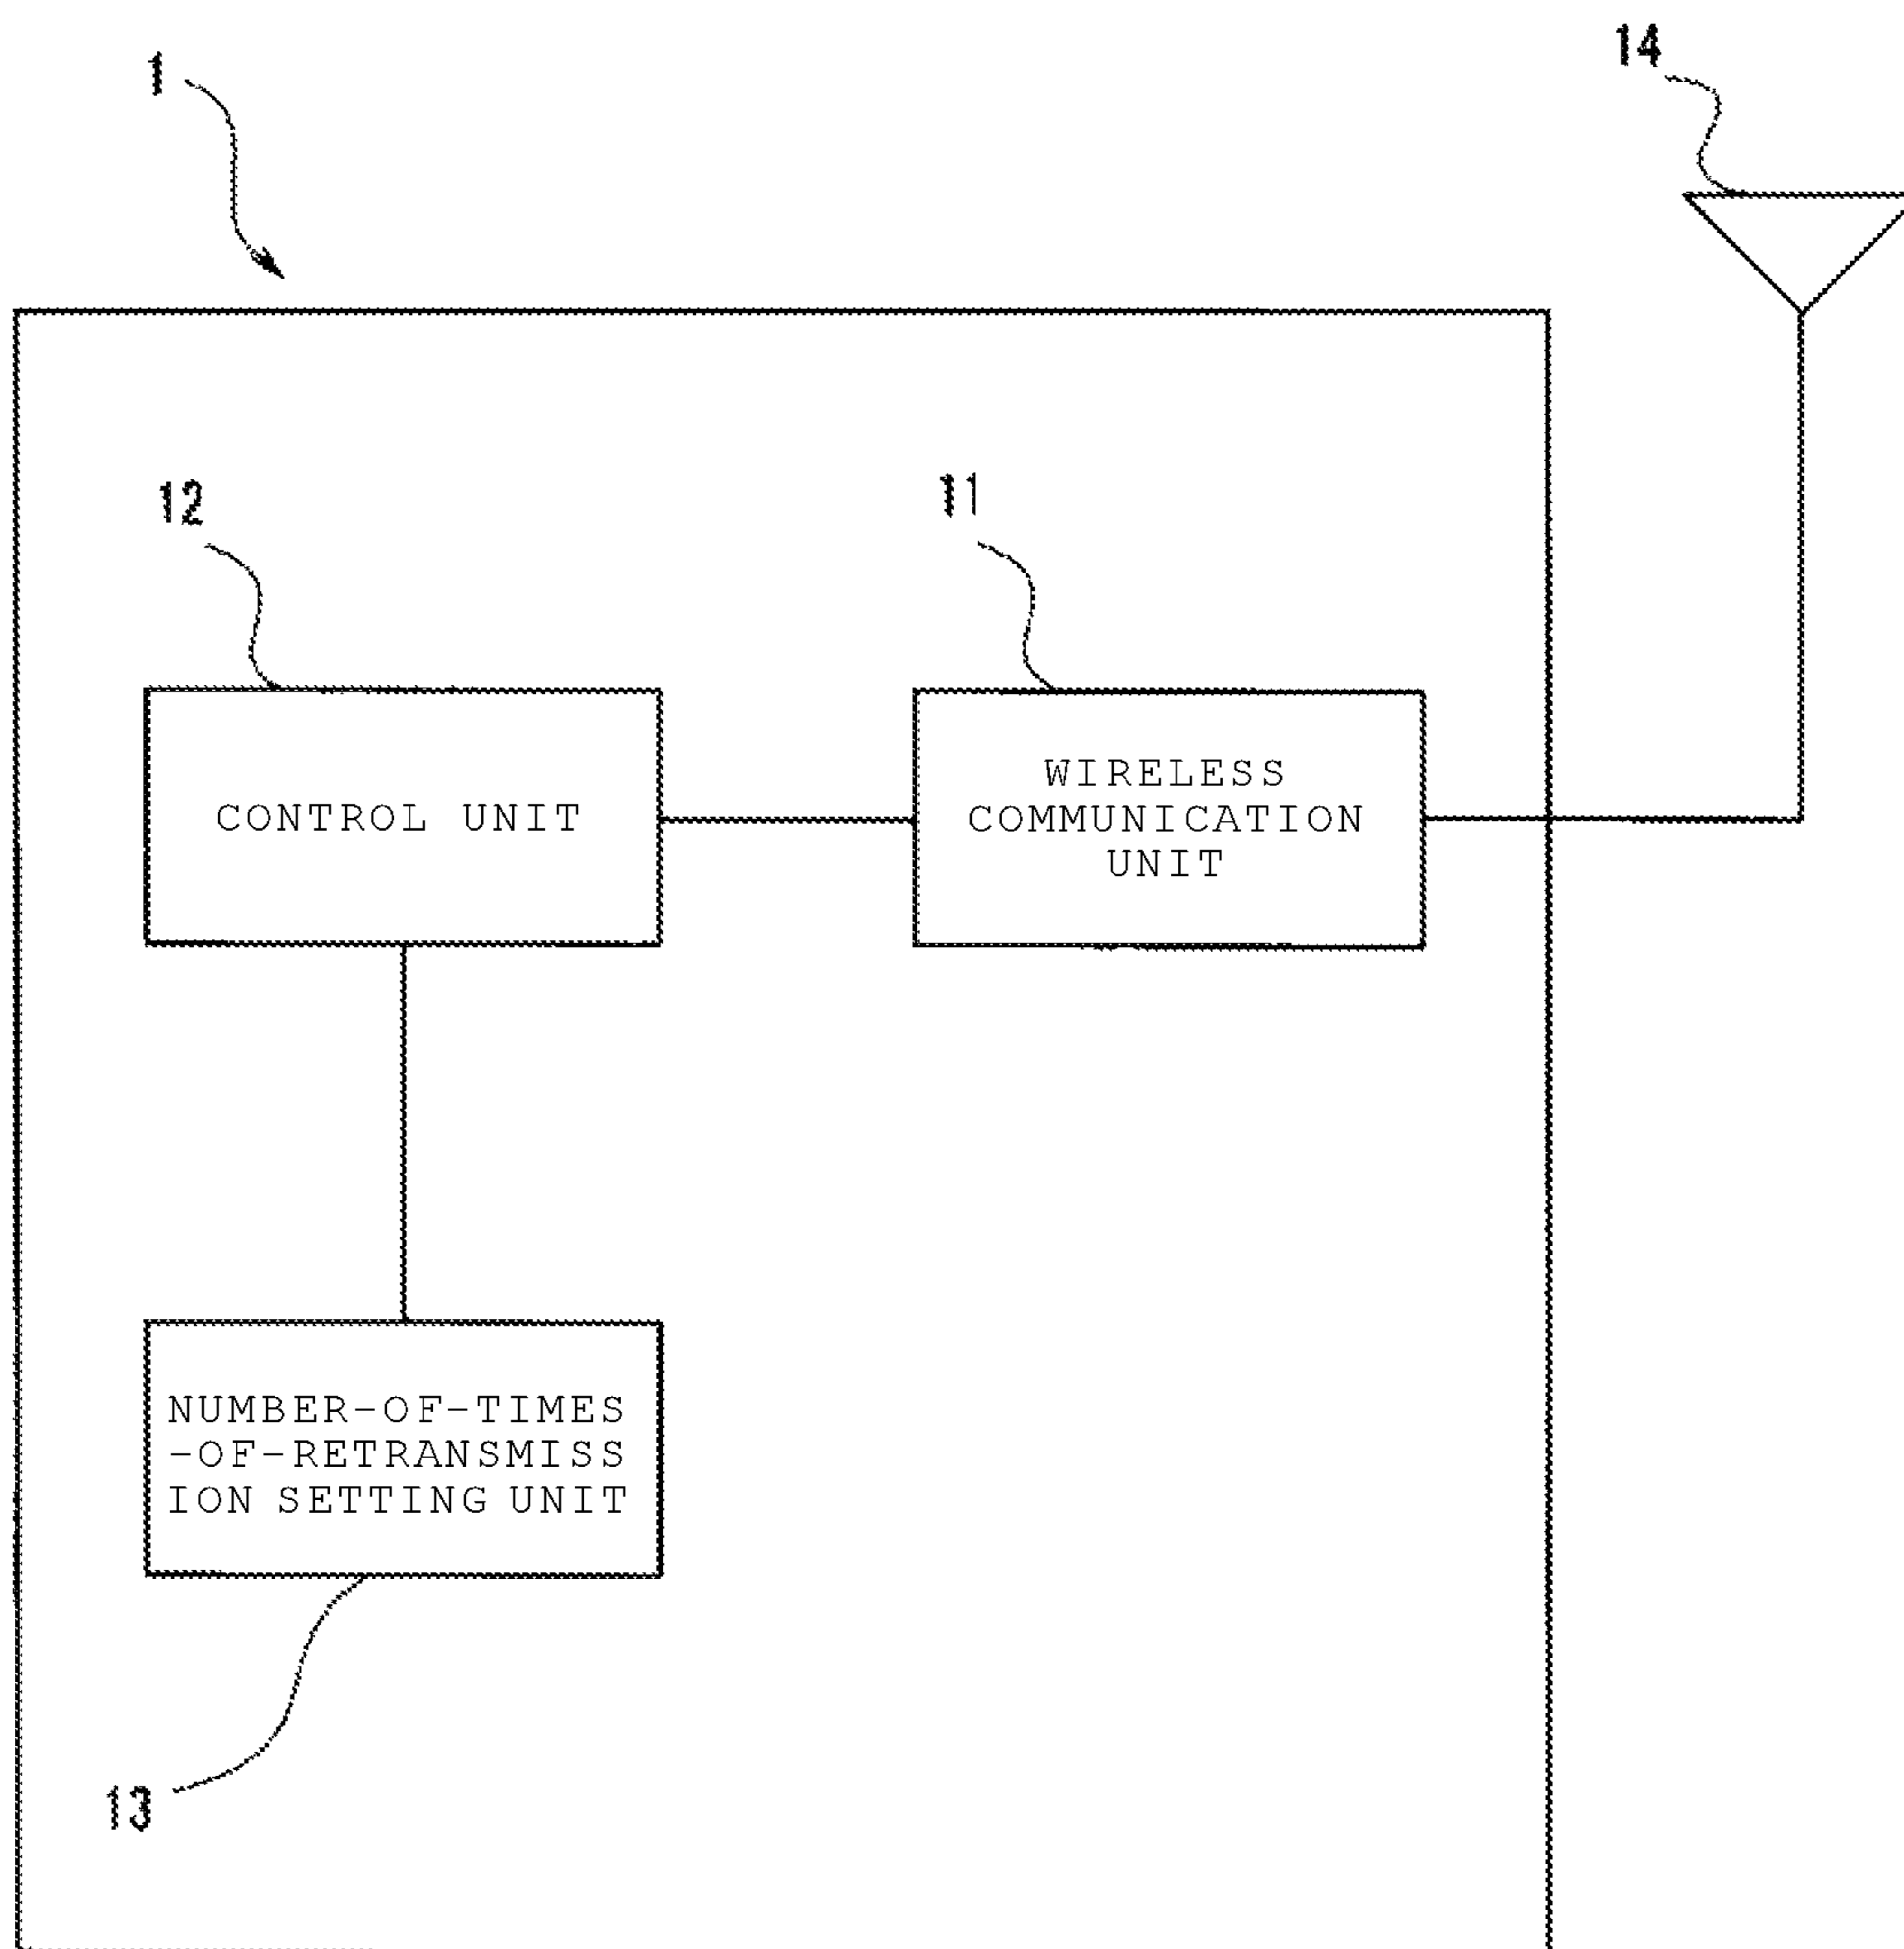 1
14
12
11
CONTROL UNIT
WIRELESS
COMMUNICATION
UNIT
NUMBER-OF-TIMES
-OF-RETRANSMISS
ION SETTING UNIT
13